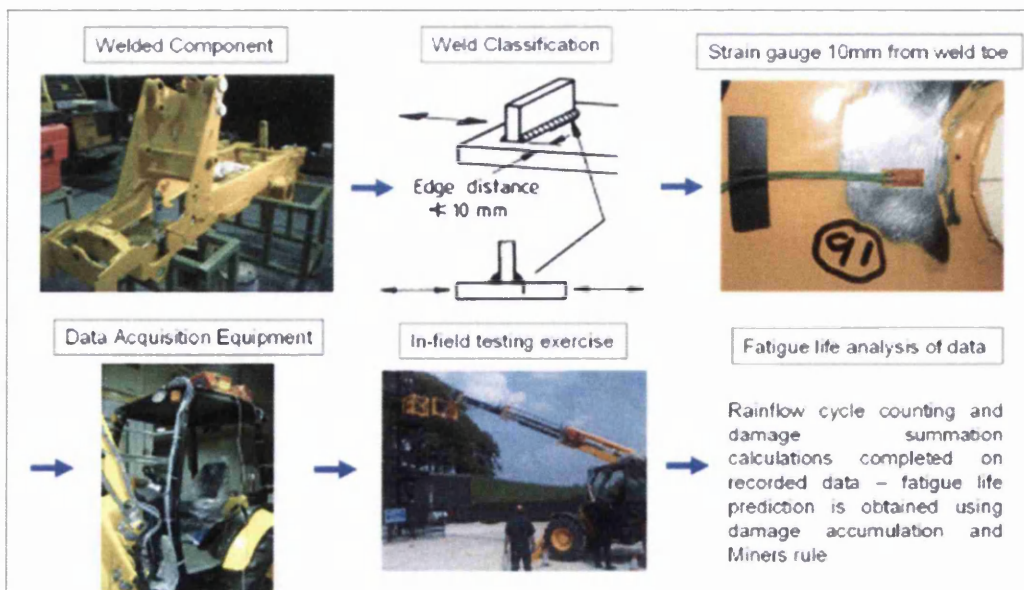 Welded Component
Weld Classification
Strain gauge 10mm from weld toe
Edge distance
≮ 10 mm
91
Data Acquisition Equipment
In-field testing exercise
Fatigue life analysis of data
Rainflow cycle counting and
damage summation
calculations completed on
recorded data – fatigue life
prediction is obtained using
damage accumulation and
Miners rule